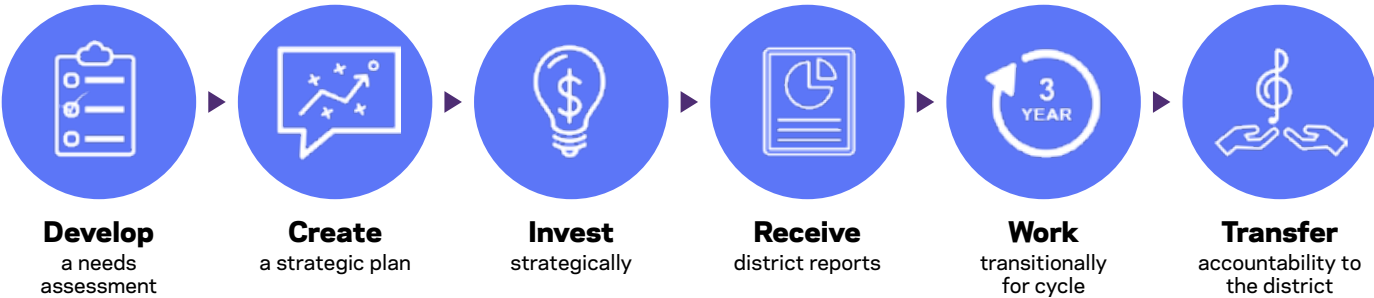 3
YEAR
Develop
a needs
assessment
Create
a strategic plan
Invest
strategically
Receive
district reports
Work
transitionally
for cycle
Transfer
accountability to
the district